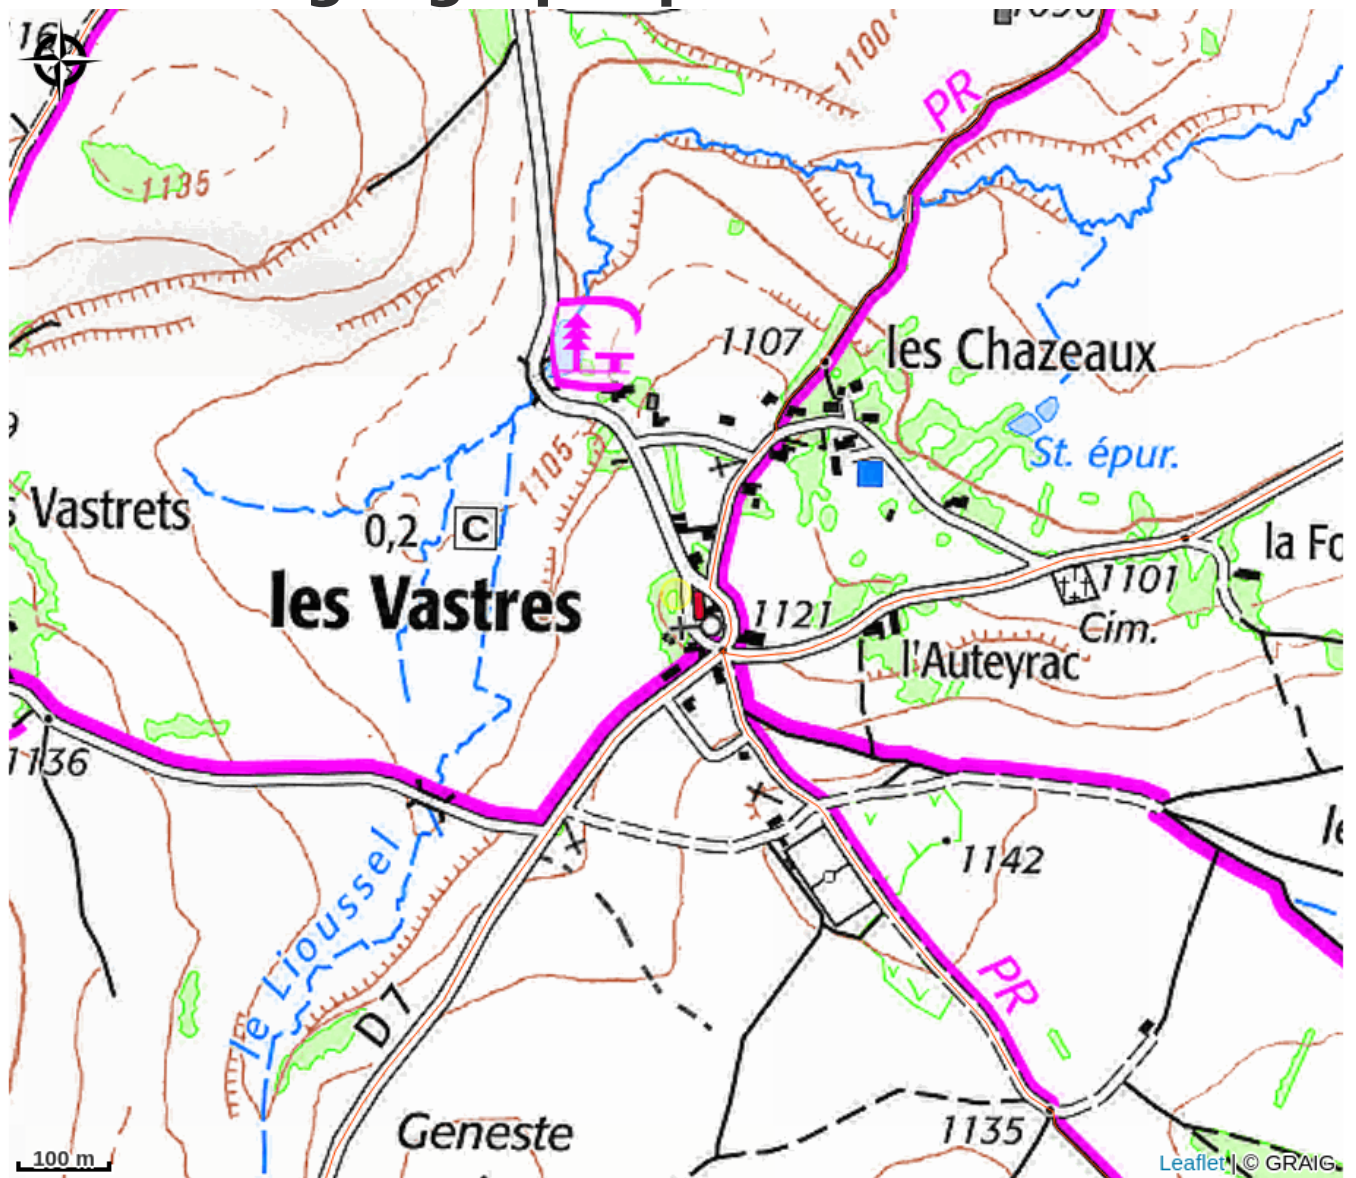 1100
PR
1135
1107
les Chazeaux
St. épur.
1105
Vastrets
0,2
C
la Fo
les Vastres
1121
1101
Cim.
l'Auteyrac
1136
1142
le Lioussel
PR
D 7
Geneste
1135
100 m
Leaflet | © GRAIG